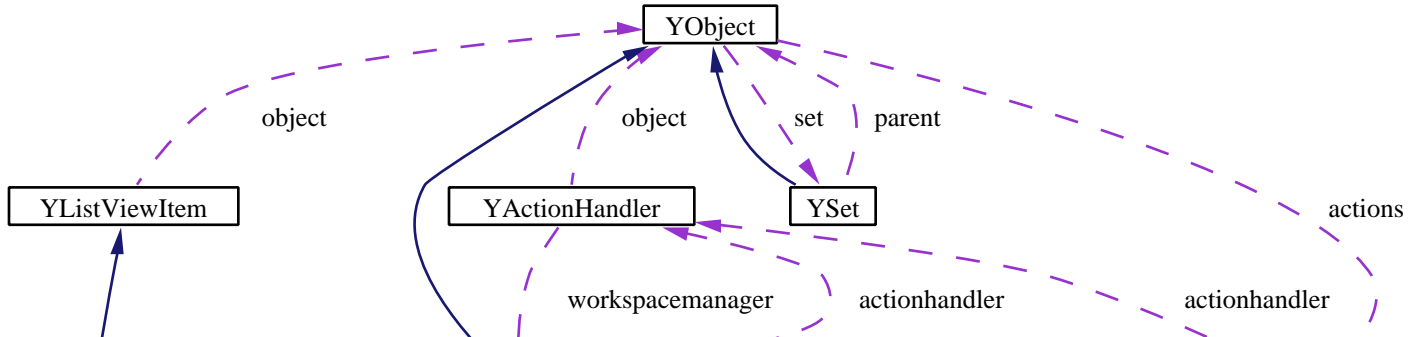 YObject
object
object
set
parent
YListViewItem
YActionHandler
YSet
actions
workspacemanager
actionhandler
actionhandler